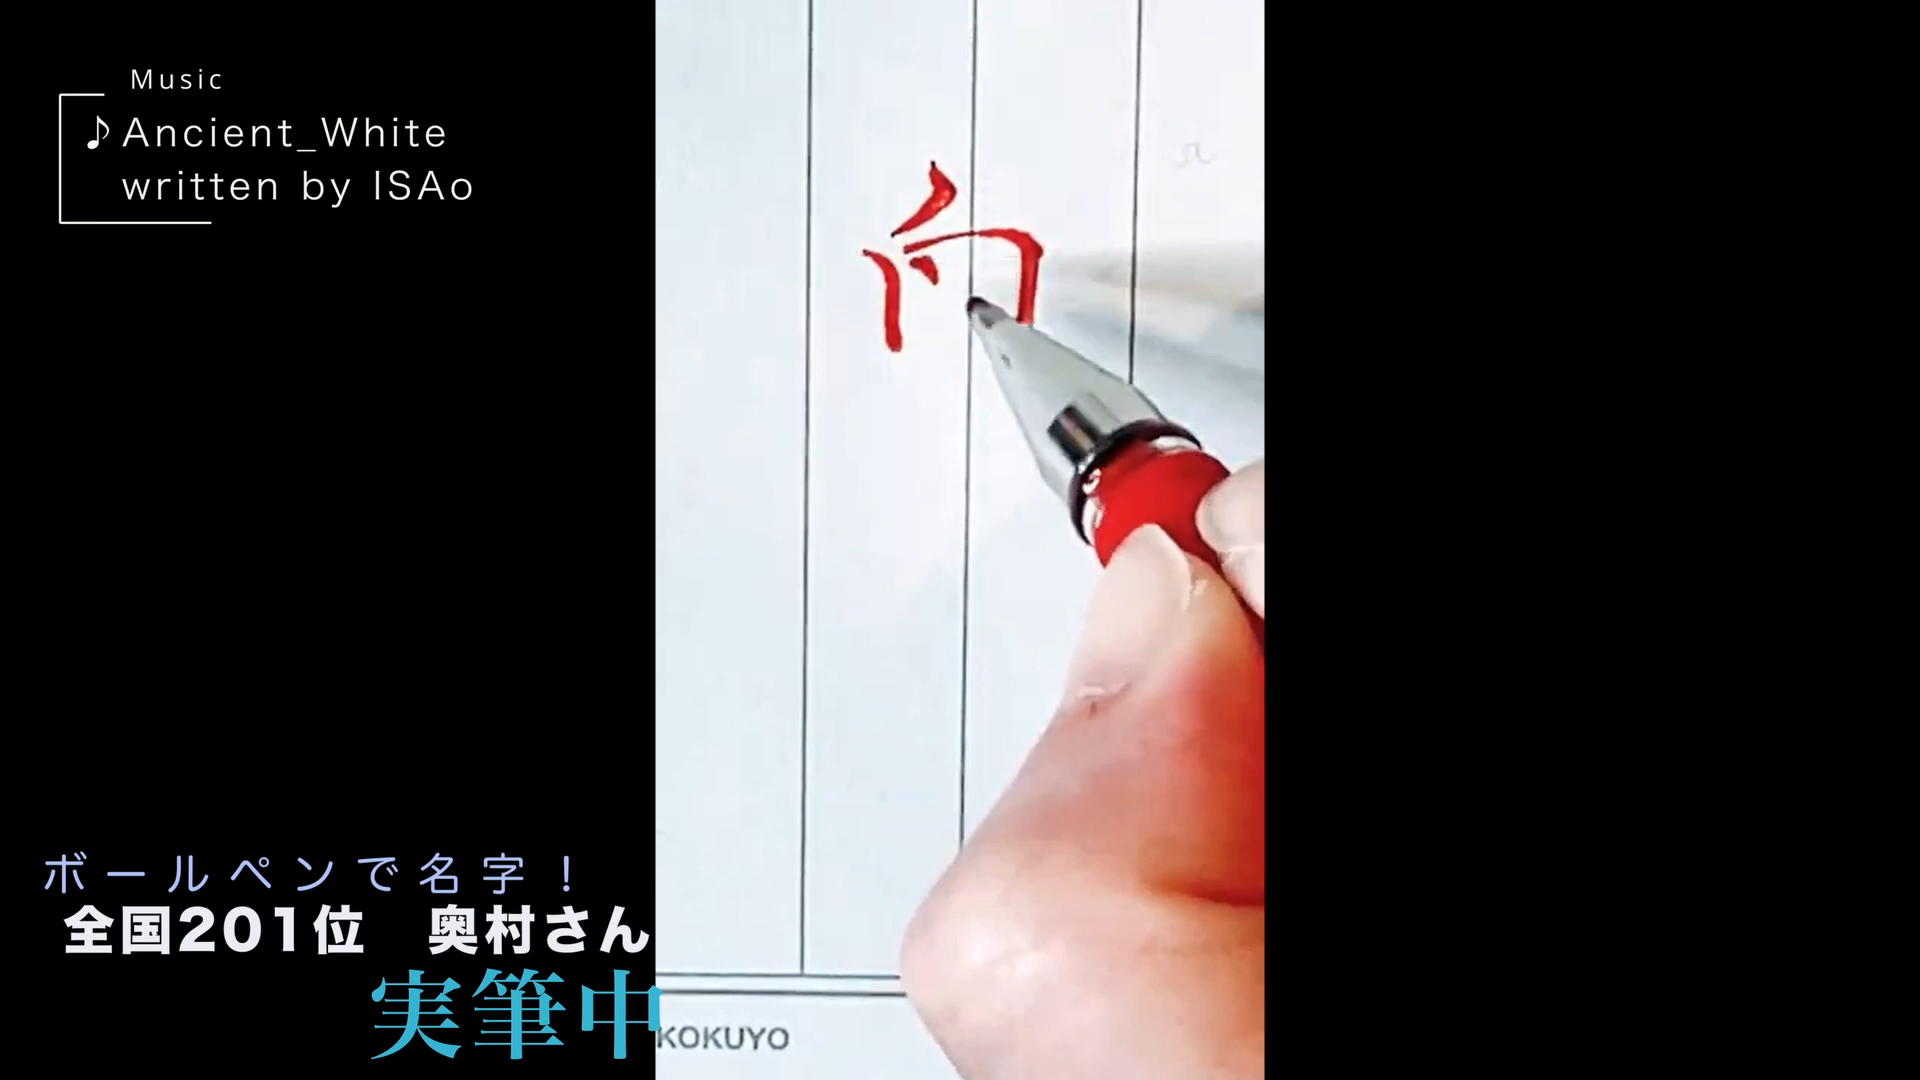 Music
♪Ancient_White
written by ISAo
ボールペンで名字！
全国201位　奥村さん
実筆中
KOKUYO